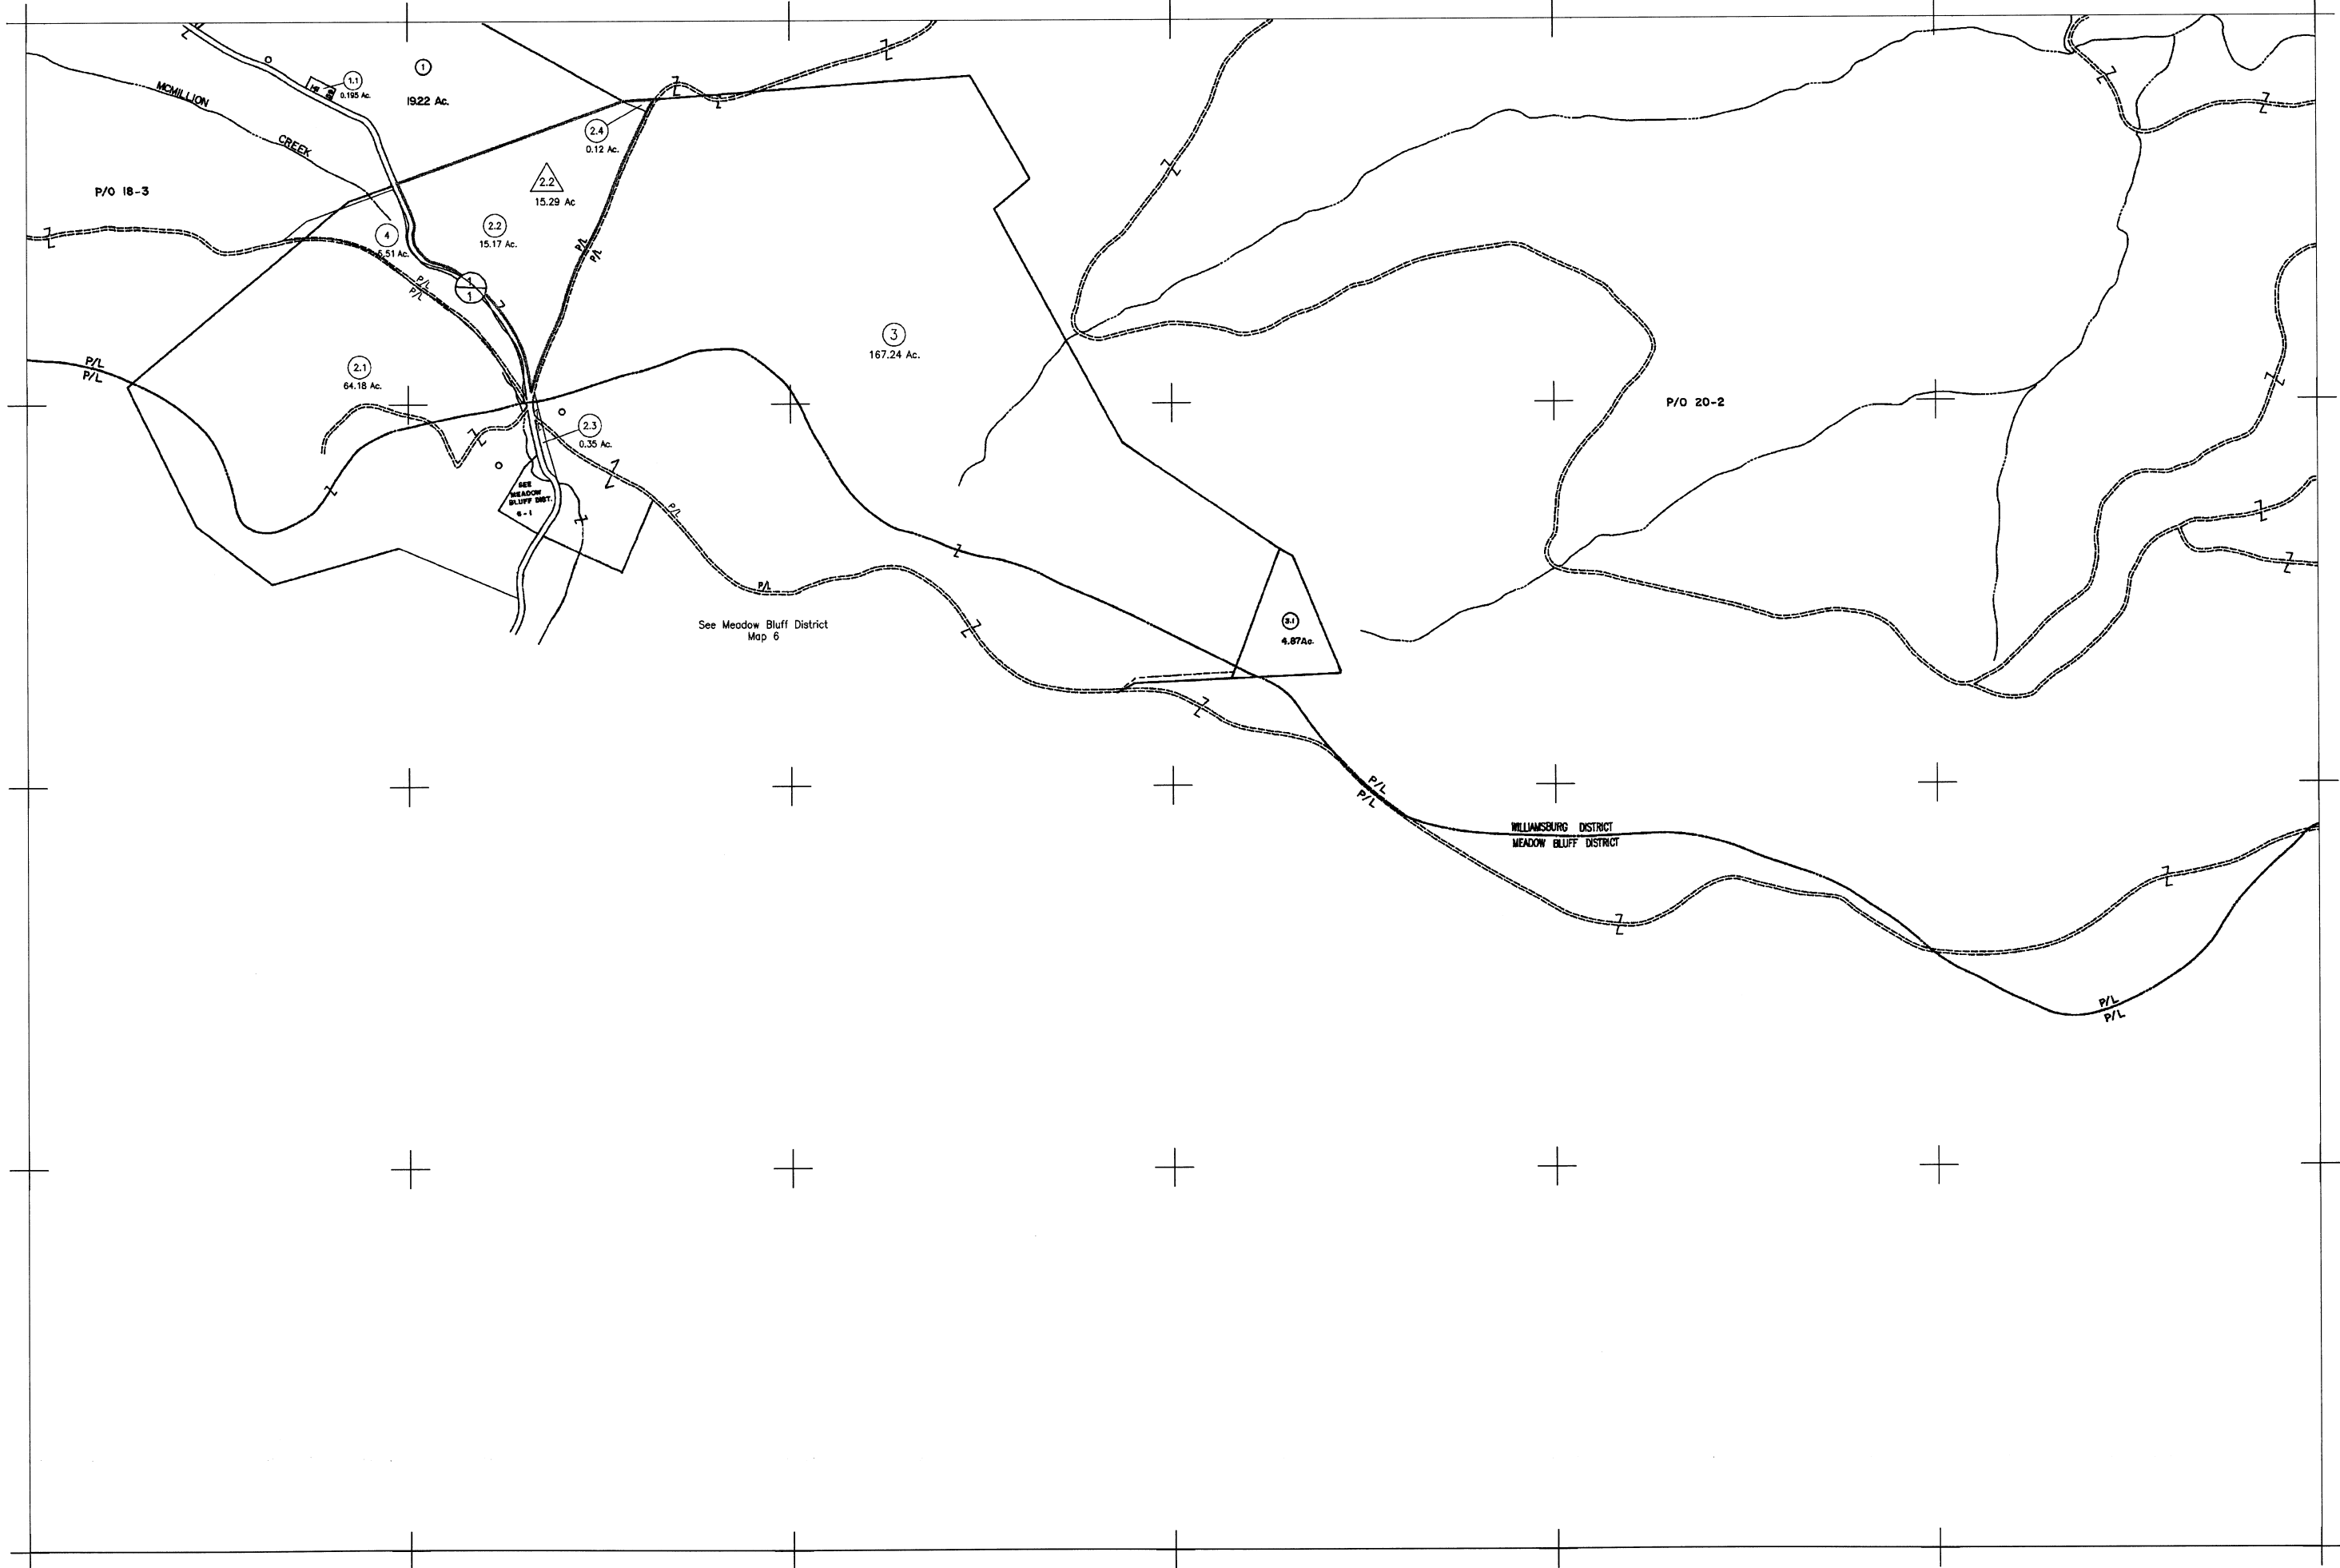 1
1.1
0.195 Ac.
19.22 Ac.
MCMILLION
CREEK
2.4
0.12 Ac.
P/O 18-3
2.2
15.29 Ac
2.2
15.17 Ac.
4
5.51 Ac.
P/L
P/L
P/L
P/L
1
1
3
167.24 Ac.
P/L
P/L
2.1
64.18 Ac.
P/O 20-2
2.3
0.35 Ac.
SEE
MEADOW
BLUFF DIST.
6-1
P/L
P/L
See Meadow Bluff District
Map 6
3.1
4.87Ac.
P/L
P/L
WILLIAMSBURG DISTRICT
MEADOW BLUFF DISTRICT
P/L
P/L